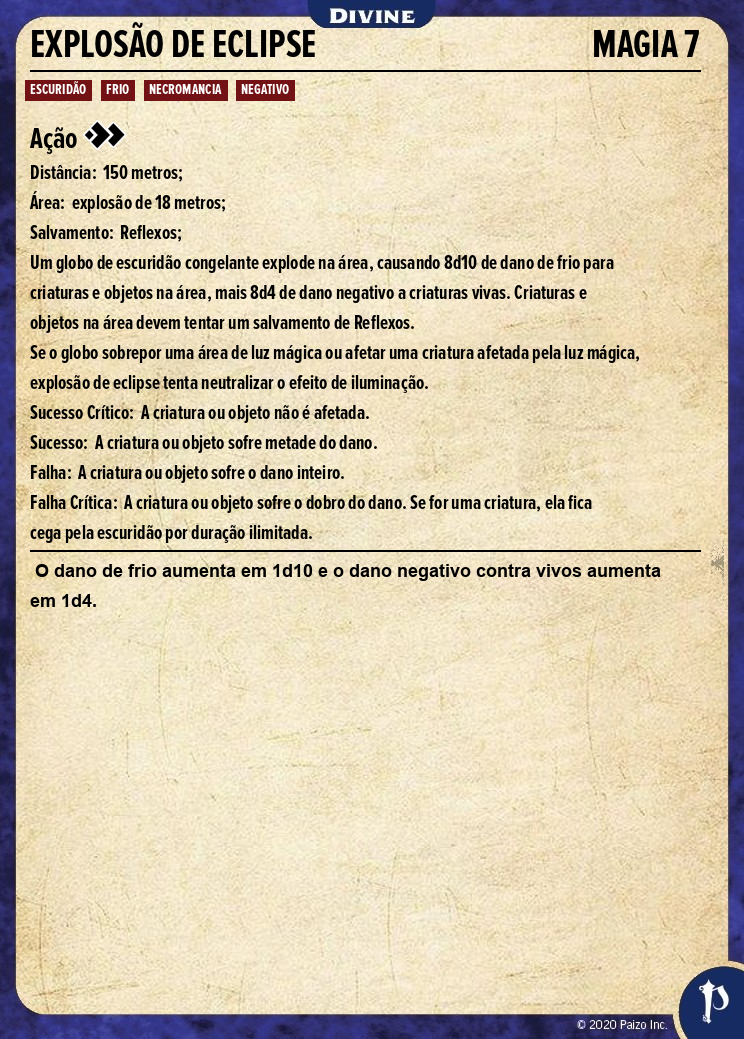 DIVINE
EXPLOSÃO DE ECLIPSE MAGIA 7
ESCURIDÃO FRIO NECROMANCIA NEGATIVO
Ação
Distância: 150 metros;
Área: explosão de 18 metros;
Salvamento: Reflexos;
Um globo de escuridão congelante explode na área, causando 8d10 de dano de frio para
criaturas e objetos na área, mais 8d4 de dano negativo a criaturas vivas. Criaturas e
objetos na área devem tentar um salvamento de Reflexos.
Se o globo sobrepor uma área de luz mágica ou afetar uma criatura afetada pela luz mágica,
explosão de eclipse tenta neutralizar o efeito de iluminação.
Sucesso Crítico: A criatura ou objeto não é afetada.
Sucesso: A criatura ou objeto sofre metade do dano.
Falha: A criatura ou objeto sofre o dano inteiro.
Falha Crítica: A criatura ou objeto sofre o dobro do dano. Se for uma criatura, ela fica
cega pela escuridão por duração ilimitada.
O dano de frio aumenta em 1d10 e o dano negativo contra vivos aumenta
em 1d4.
© 2020 Paizo Inc.
P